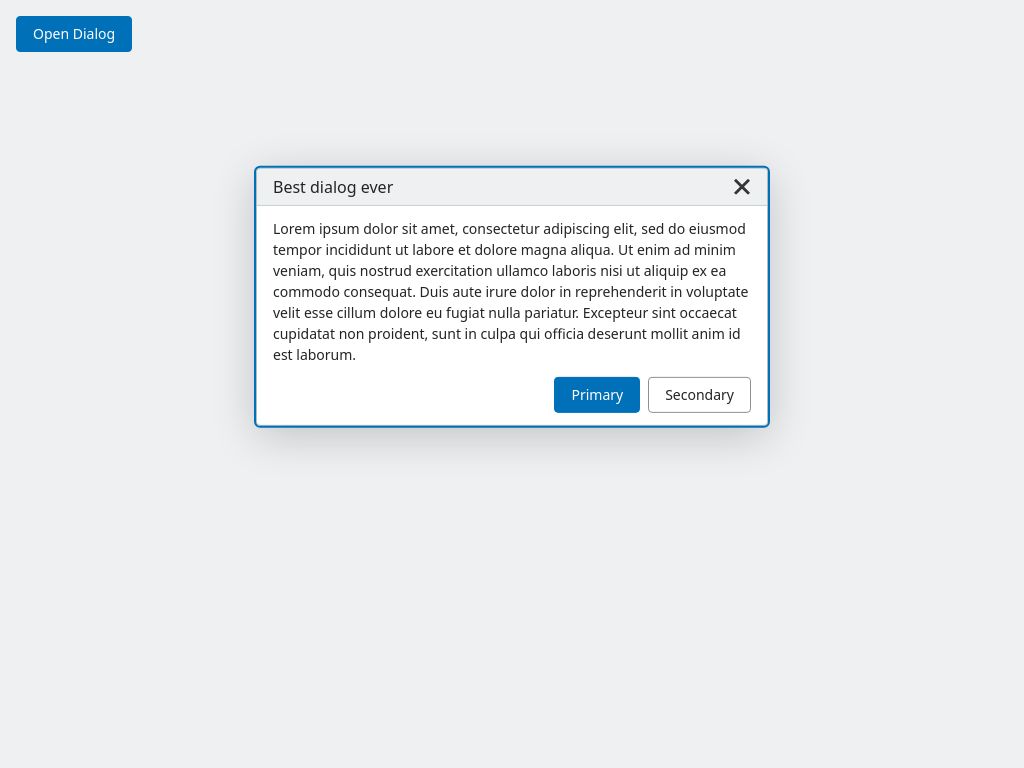 Open Dialog
Best dialog ever
Lorem ipsum dolor sit amet, consectetur adipiscing elit, sed do eiusmod
tempor incididunt ut labore et dolore magna aliqua. Ut enim ad minim
veniam, quis nostrud exercitation ullamco laboris nisi ut aliquip ex ea
commodo consequat. Duis aute irure dolor in reprehenderit in voluptate
velit esse cillum dolore eu fugiat nulla pariatur. Excepteur sint occaecat
cupidatat non proident, sunt in culpa qui officia deserunt mollit anim id
est laborum.
Primary
Secondary